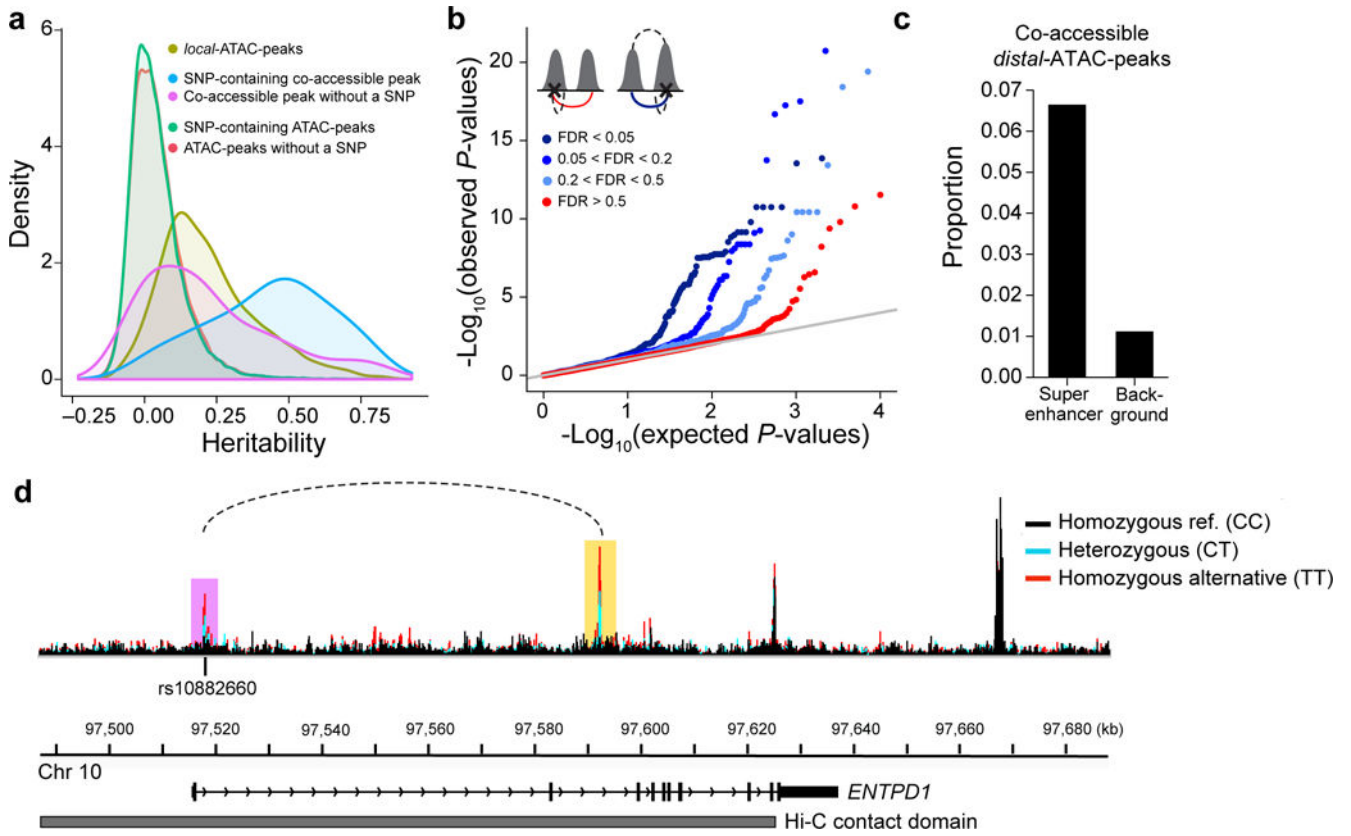 a
6
4
2
0
Density
−0.25
0.00
0.25
0.50
0.75
Heritability
local-ATAC-peaks
SNP-containing co-accessible peak
Co-accessible peak without a SNP
SNP-containing ATAC-peaks
ATAC-peaks without a SNP
b
20
15
10
5
0
-Log10(observed P-values)
FDR < 0.05
0.05 < FDR < 0.2
0.2 < FDR < 0.5
FDR > 0.5
0
1
2
3
4
-Log10(expected P-values)
c
Co-accessible
distal-ATAC-peaks
0.07
0.06
0.05
0.04
0.03
0.02
0.01
0.00
Proportion
Super
enhancer
Back-
ground
d
Homozygous ref. (CC)
Heterozygous (CT)
Homozygous alternative (TT)
rs10882660
97,500 97,520 97,540 97,560 97,580 97,600 97,620 97,640 97,660 97,680 (kb)
Chr 10
ENTPD1
Hi-C contact domain